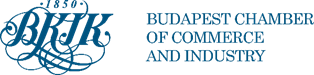 ·1850·
BKIK
BUDAPEST CHAMBER
OF COMMERCE
AND INDUSTRY